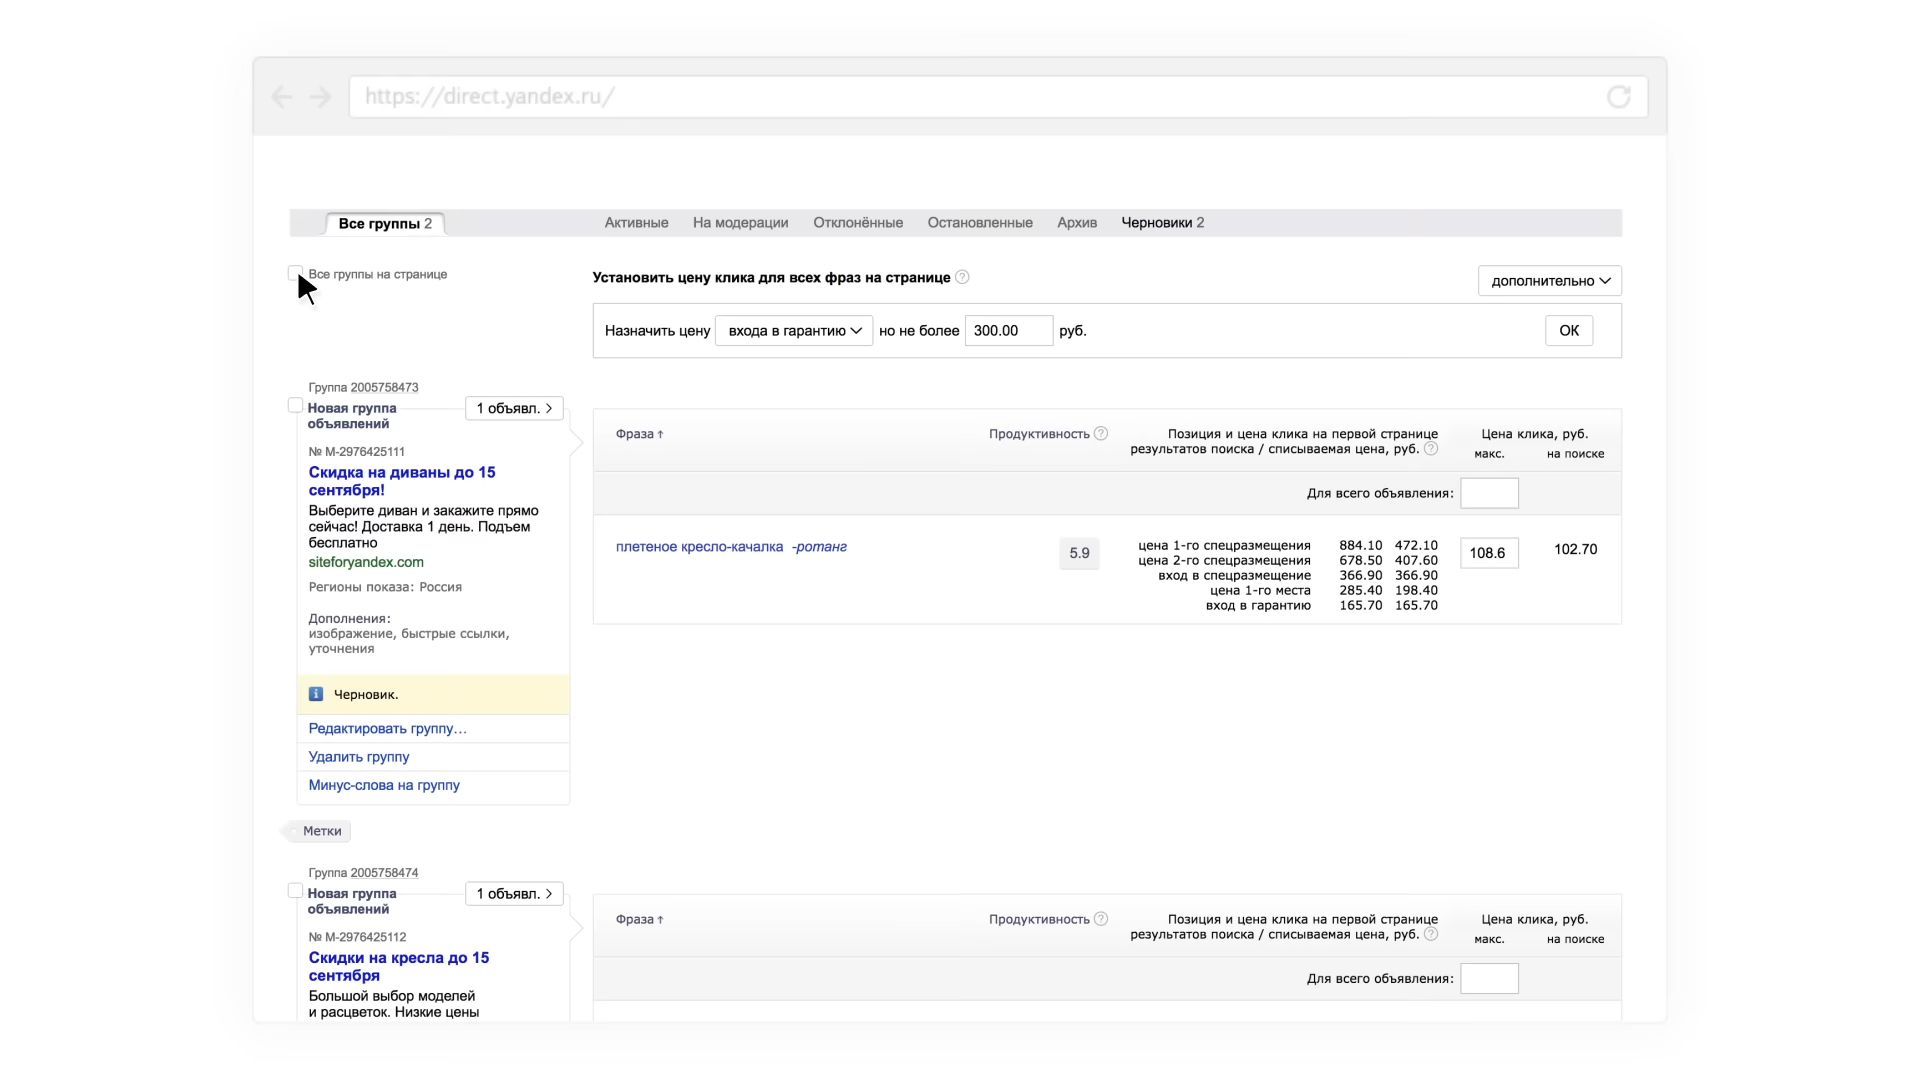 https://direct.yandex.ru/
Все группы 2
Активные
На модерации
Отклонённые
Остановленные
Архив
Черновики 2
Все группы на странице
Установить цену клика для всех фраз на странице ?
дополнительно
Назначить цену входа в гарантию но не более 300.00 руб.
ОК
Группа 2005758473
Новая группа
объявлений
1 объявл.
№ M-2976425111
Скидка на диваны до 15
сентября!
Выберите диван и закажите прямо
сейчас! Доставка 1 день. Подъем
бесплатно
siteforyandex.com
Регионы показа: Россия
Дополнения:
изображение, быстрые ссылки,
уточнения
Черновик.
Редактировать группу...
Удалить группу
Минус-слова на группу
Метки
Фраза ↑
Продуктивность ?
Позиция и цена клика на первой странице
результатов поиска / списываемая цена, руб. ?
Цена клика, руб.
макс. на поиске
Для всего объявления:
плетеное кресло-качалка -ротанг
5.9
цена 1-го спецразмещения 884.10 472.10
цена 2-го спецразмещения 678.50 407.60
вход в спецразмещение 366.90 366.90
цена 1-го места 285.40 198.40
вход в гарантию 165.70 165.70
108.6
102.70
Группа 2005758474
Новая группа
объявлений
1 объявл.
№ M-2976425112
Скидки на кресла до 15
сентября
Большой выбор моделей
и расцветок. Низкие цены
Фраза ↑
Продуктивность ?
Позиция и цена клика на первой странице
результатов поиска / списываемая цена, руб. ?
Цена клика, руб.
макс. на поиске
Для всего объявления: